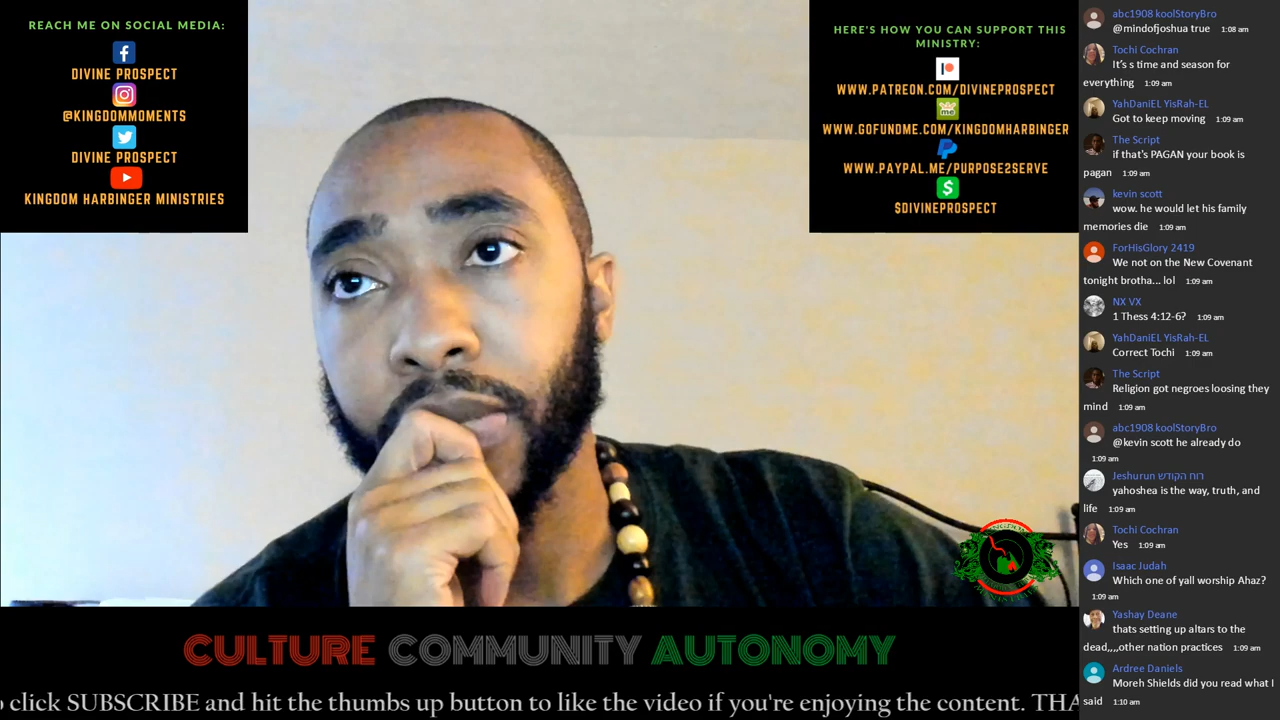 REACH ME ON SOCIAL MEDIA:
DIVINE PROSPECT
@KINGDOMMOMENTS
DIVINE PROSPECT
KINGDOM HARBINGER MINISTRIES
HERE'S HOW YOU CAN SUPPORT THIS
MINISTRY:
WWW.PATREON.COM/DIVINEPROSPECT
me
WWW.GOFUNDME.COM/KINGDOMHARBINGER
WWW.PAYPAL.ME/PURPOSE2SERVE
$
$DIVINEPROSPECT
abc1908 koolStoryBro
@mindofjoshua true 1:08 am
Tochi Cochran
It's s time and season for
everything 1:09 am
YahDaniEL YisRah-EL
Got to keep moving 1:09 am
The Script
if that's PAGAN your book is
pagan 1:09 am
kevin scott
wow. he would let his family
memories die 1:09 am
ForHisGlory 2419
We not on the New Covenant
tonight brotha... lol 1:09 am
NX VX
1 Thess 4:12-6? 1:09 am
YahDaniEL YisRah-EL
Correct Tochi 1:09 am
The Script
Religion got negroes loosing they
mind 1:09 am
abc1908 koolStoryBro
@kevin scott he already do
1:09 am
Jeshurun רוח הקודש
yahoshea is the way, truth, and
life 1:09 am
Tochi Cochran
Yes 1:09 am
Isaac Judah
Which one of yall worship Ahaz?
1:09 am
Yashay Deane
thats setting up altars to the
dead,,,,other nation practices 1:09 am
Ardree Daniels
Moreh Shields did you read what I
said 1:10 am
CULTURE COMMUNITY AUTONOMY
click SUBSCRIBE and hit the thumbs up button to like the video if you're enjoying the content. THA